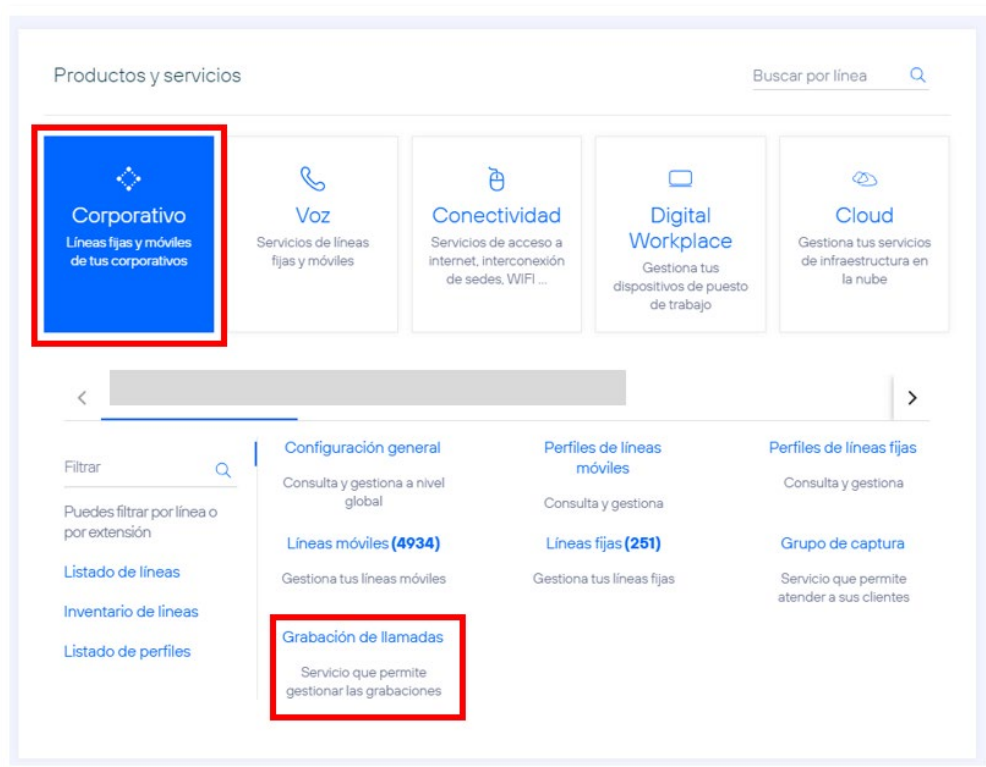 Productos y servicios
Buscar por línea
Corporativo
Líneas fijas y móviles
de tus corporativos
Voz
Servicios de líneas
fijas y móviles
Conectividad
Servicios de acceso a
internet, interconexión
de sedes, WIFI ...
Digital
Workplace
Gestiona tus
dispositivos de puesto
de trabajo
Cloud
Gestiona tus servicios
de infraestructura en
la nube
Filtrar
Puedes filtrar por línea o
por extensión
Listado de líneas
Inventario de lineas
Listado de perfiles
Configuración general
Consulta y gestiona a nivel
global
Perfiles de líneas
móviles
Consulta y gestiona
Perfiles de líneas fijas
Consulta y gestiona
Líneas móviles (4934)
Gestiona tus líneas móviles
Líneas fijas (251)
Gestiona tus líneas fijas
Grupo de captura
Servicio que permite
atender a sus clientes
Grabación de llamadas
Servicio que permite
gestionar las grabaciones